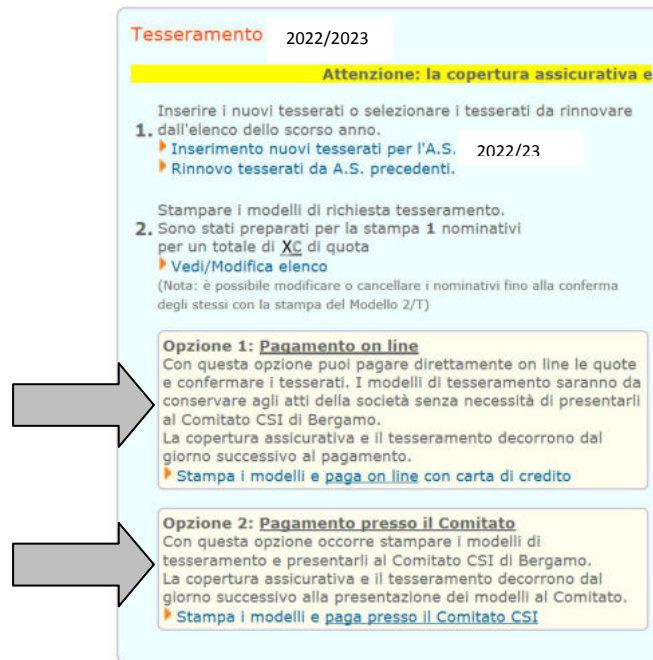 Tesseramento 2022/2023
Attenzione: la copertura assicurativa e
Inserire i nuovi tesserati o selezionare i tesserati da rinnovare
1. dall'elenco dello scorso anno.
Inserimento nuovi tesserati per l'A.S. 2022/23
Rinnovo tesserati da A.S. precedenti.
Stampare i modelli di richiesta tesseramento.
2. Sono stati preparati per la stampa 1 nominativi
per un totale di XC di quota
Vedi/Modifica elenco
(Nota: è possibile modificare o cancellare i nominativi fino alla conferma
degli stessi con la stampa del Modello 2/T)
Opzione 1: Pagamento on line
Con questa opzione puoi pagare direttamente on line le quote
e confermare i tesserati. I modelli di tesseramento saranno da
conservare agli atti della società senza necessità di presentarli
al Comitato CSI di Bergamo.
La copertura assicurativa e il tesseramento decorrono dal
giorno successivo al pagamento.
Stampa i modelli e paga on line con carta di credito
Opzione 2: Pagamento presso il Comitato
Con questa opzione occorre stampare i modelli di
tesseramento e presentarli al Comitato CSI di Bergamo.
La copertura assicurativa e il tesseramento decorrono dal
giorno successivo alla presentazione dei modelli al Comitato.
Stampa i modelli e paga presso il Comitato CSI